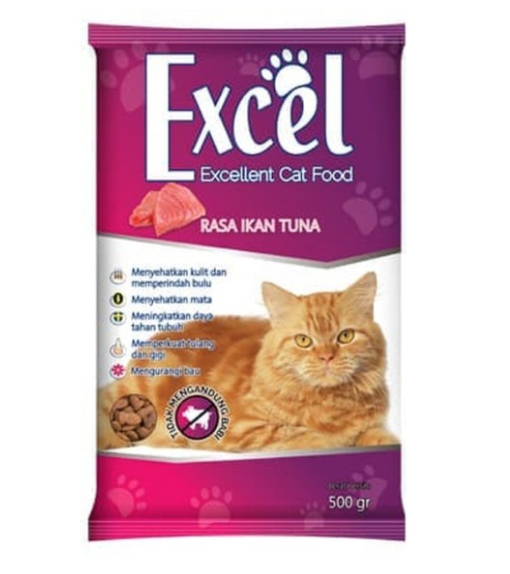 Excel
Excellent Cat Food
RASA IKAN TUNA
Menyehatkan kulit dan
memperindah bulu
Menyehatkan mata
Meningkatkan daya
tahan tubuh
Memperkuat tulang
dan gigi
Mengurangi bau
TIDAK MENGANDUNG BABI
500 gr